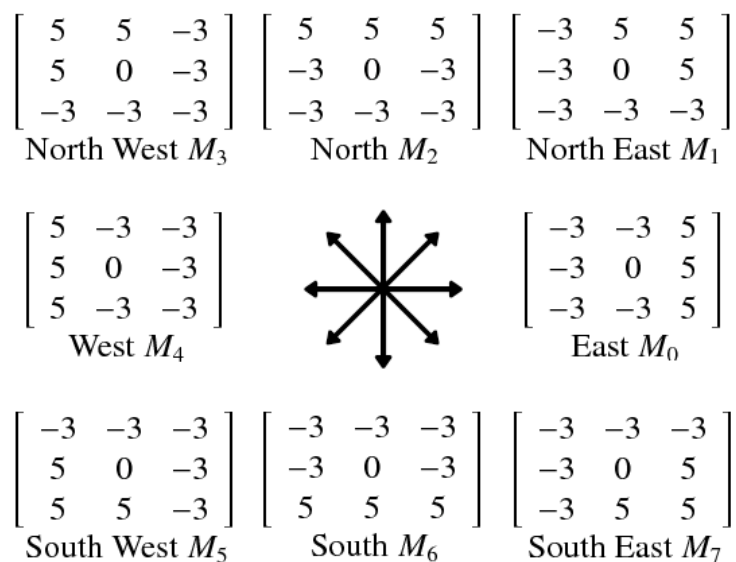 5 5 −3 5 5 5 −3 5 5
5 0 −3 −3 0 −3 −3 0 5
−3 −3 −3 −3 −3 −3 −3 −3 −3
North West M₃ North M₂ North East M₁
5 −3 −3 −3 −3 5
5 0 −3 −3 0 5
5 −3 −3 −3 −3 5
West M₄ East M₀
−3 −3 −3 −3 −3 −3 −3 −3 −3
5 0 −3 −3 0 −3 −3 0 5
5 5 −3 5 5 5 −3 5 5
South West M₅ South M₆ South East M₇